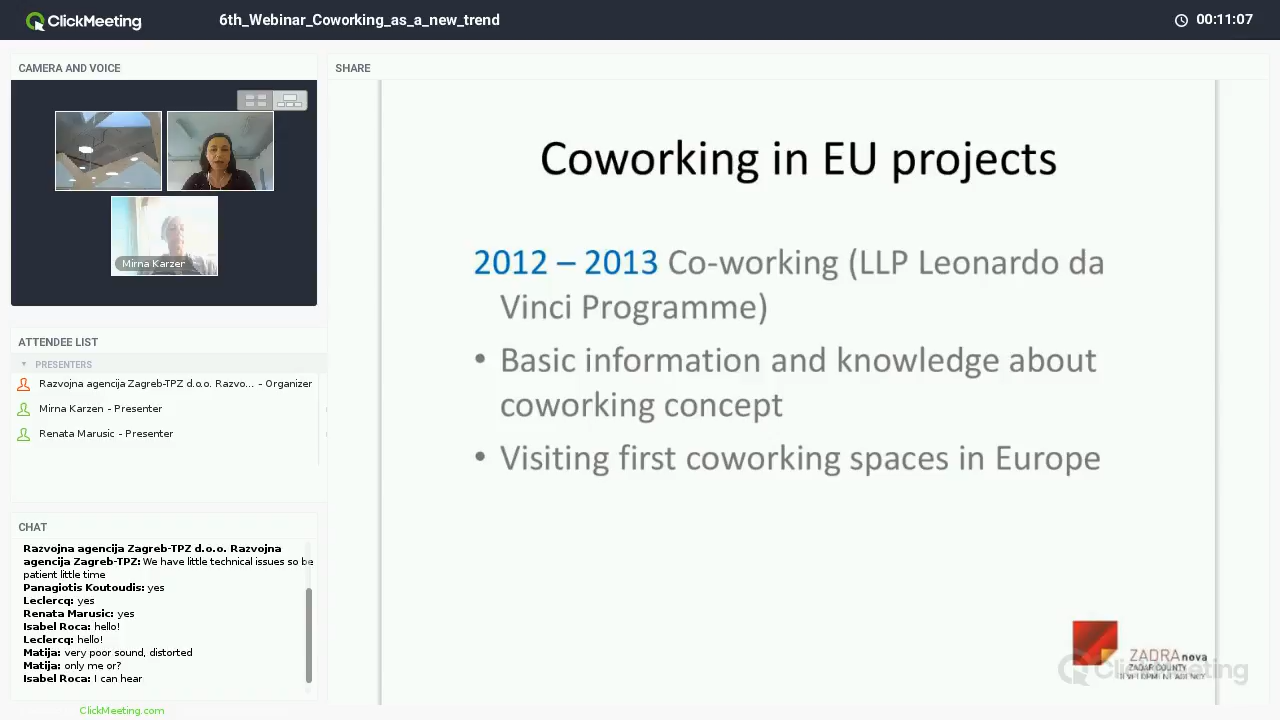 ClickMeeting
6th_Webinar_Coworking_as_a_new_trend
00:11:07
CAMERA AND VOICE
Mirna Karzen
ATTENDEE LIST
PRESENTERS
Razvojna agencija Zagreb-TPZ d.o.o. Razvo... - Organizer
Mirna Karzen - Presenter
Renata Marusic - Presenter
CHAT
Razvojna agencija Zagreb-TPZ d.o.o. Razvojna
agencija Zagreb-TPZ: We have little technical issues so be
patient little time
Panagiotis Koutoudis: yes
Leclercq: yes
Renata Marusic: yes
Isabel Roca: hello!
Leclercq: hello!
Matija: very poor sound, distorted
Matija: only me or?
Isabel Roca: I can hear
ClickMeeting.com
SHARE
Coworking in EU projects
2012 – 2013 Co-working (LLP Leonardo da
Vinci Programme)
• Basic information and knowledge about
coworking concept
• Visiting first coworking spaces in Europe
ZADRA nova
ZADAR COUNTY
DEVELOPMENT AGENCY
ClickMeeting